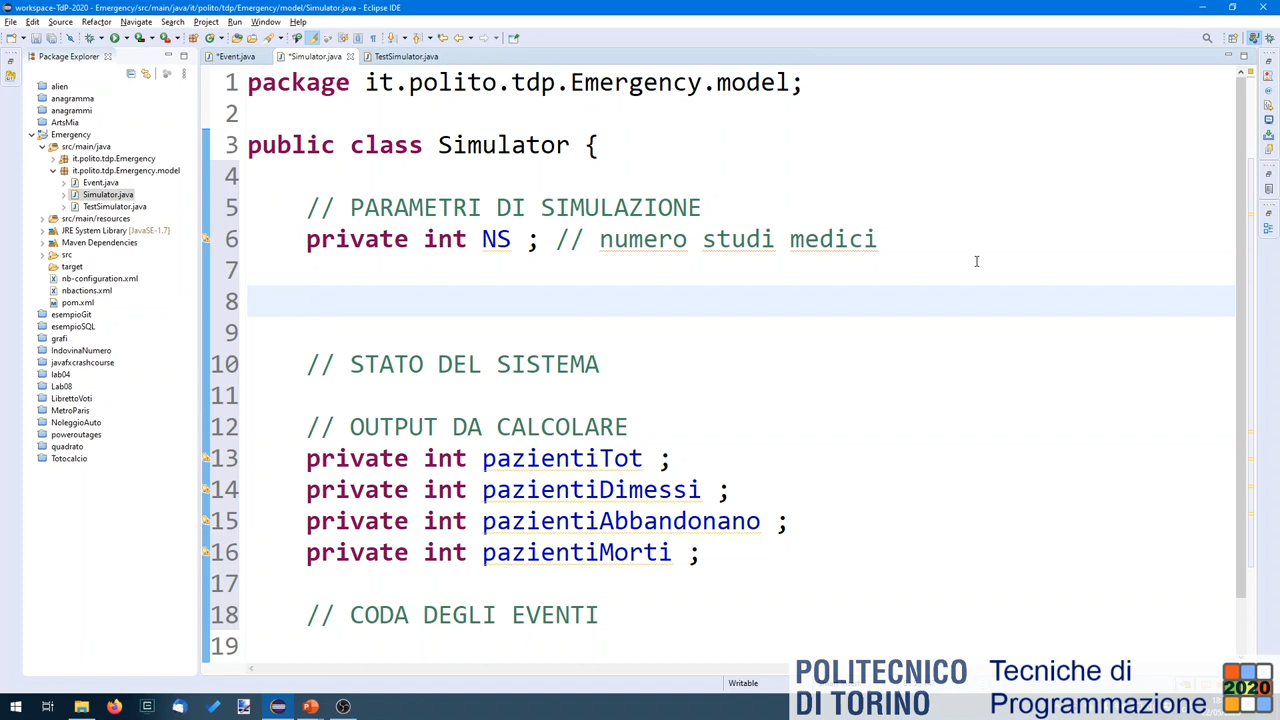 workspace-TdP-2020 - Emergency/src/main/java/it/polito/tdp/Emergency/model/Simulator.java - Eclipse IDE
File Edit Source Refactor Navigate Search Project Run Window Help
Package Explorer
*Event.java
*Simulator.java
TestSimulator.java
alien
anagramma
anagrammi
ArtsMia
Emergency
src/main/java
it.polito.tdp.Emergency
it.polito.tdp.Emergency.model
Event.java
Simulator.java
TestSimulator.java
src/main/resources
JRE System Library [JavaSE-1.7]
Maven Dependencies
src
target
nb-configuration.xml
nbactions.xml
pom.xml
esempioGit
esempioSQL
grafi
IndovinaNumero
javafxcrashcourse
lab04
Lab08
LibrettoVoti
MetroParis
NoleggioAuto
poweroutages
quadrato
Totocalcio
1 package it.polito.tdp.Emergency.model;
2
3 public class Simulator {
4
5 // PARAMETRI DI SIMULAZIONE
6 private int NS ; // numero studi medici
7
8
9
10 // STATO DEL SISTEMA
11
12 // OUTPUT DA CALCOLARE
13 private int pazientiTot ;
14 private int pazientiDimessi ;
15 private int pazientiAbbandonano ;
16 private int pazientiMorti ;
17
18 // CODA DEGLI EVENTI
19
Writable
POLITECNICO
DI TORINO
Tecniche di
Programmazione
2020